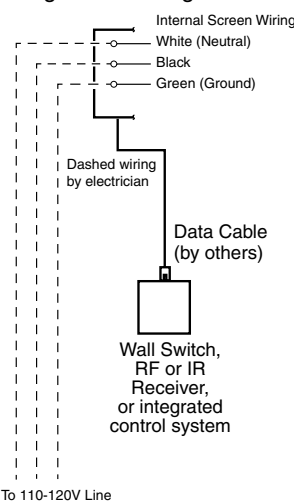 Internal Screen Wiring
White (Neutral)
Black
Green (Ground)
Dashed wiring
by electrician
Data Cable
(by others)
Wall Switch,
RF or IR
Receiver,
or integrated
control system
To 110-120V Line